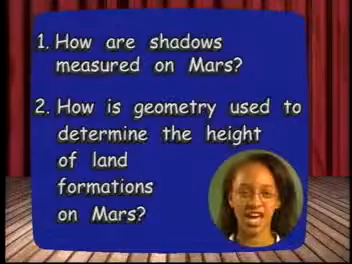 1. How are shadows
measured on Mars?
2. How is geometry used to
determine the height
of land
formations
on Mars?